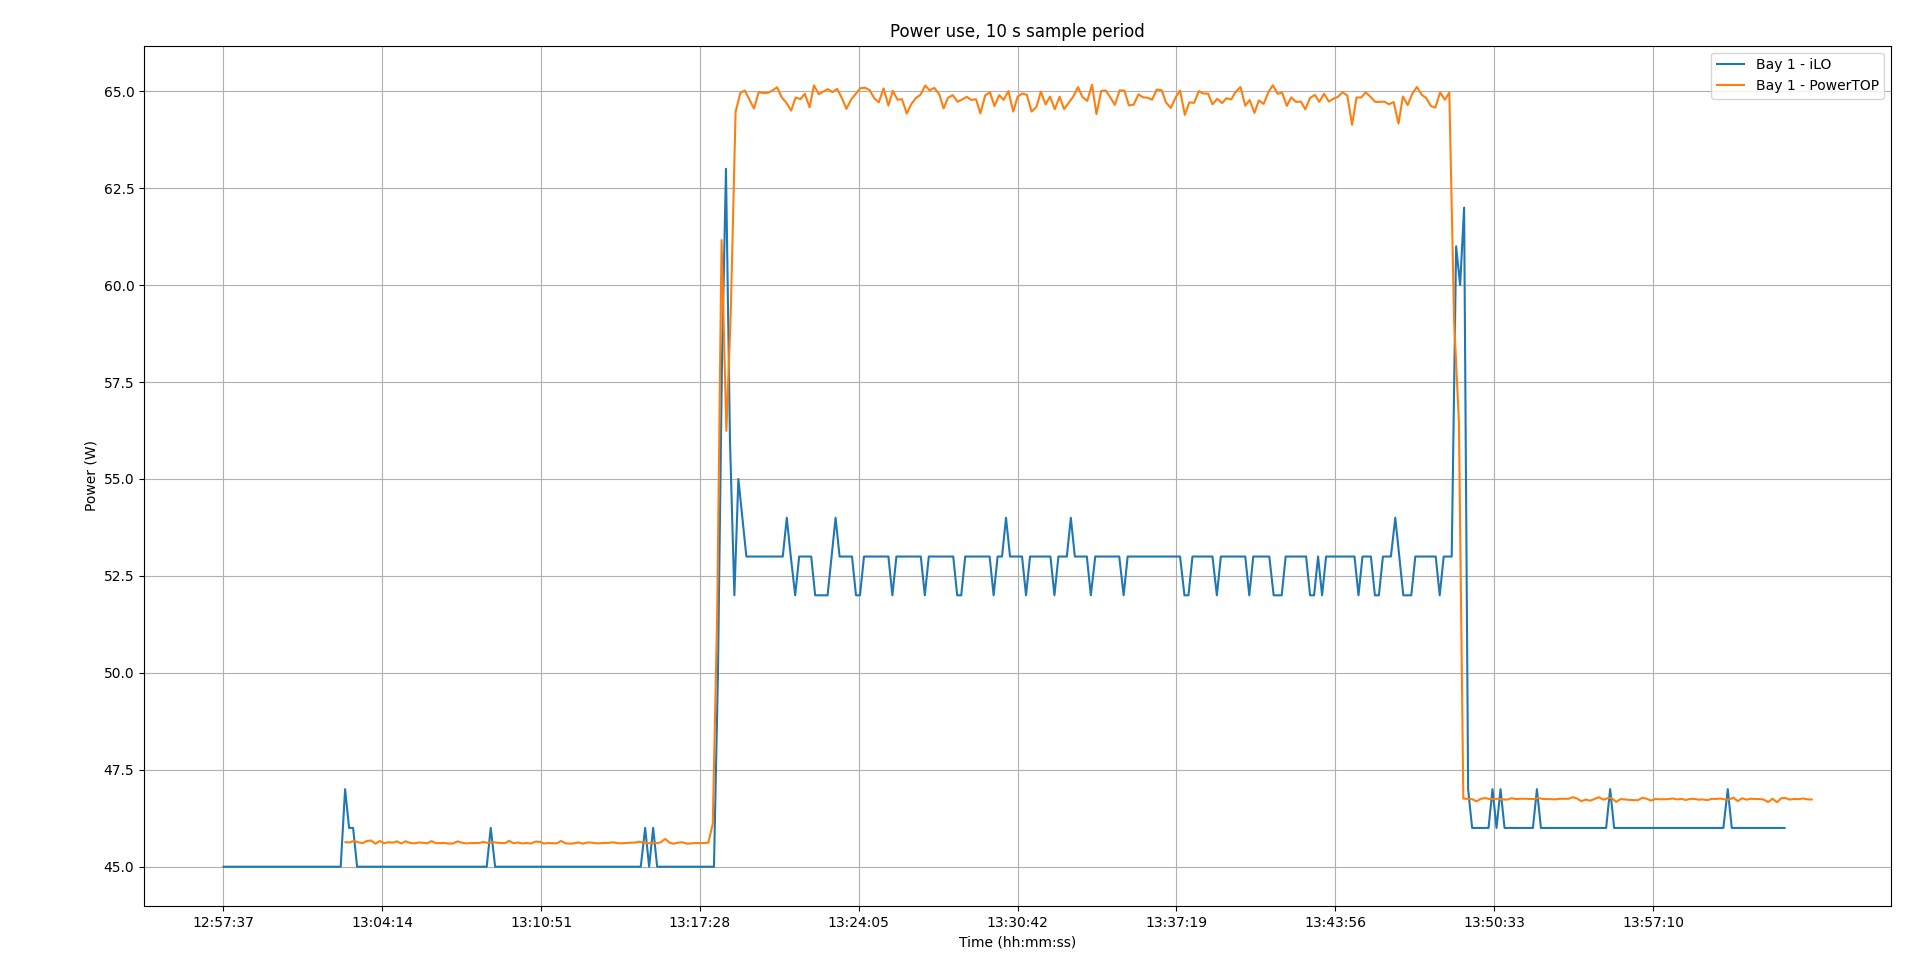 Power use, 10 s sample period
Bay 1 - iLO
Bay 1 - PowerTOP
65.0
62.5
60.0
57.5
55.0
52.5
50.0
47.5
45.0
Power (W)
12:57:37 13:04:14 13:10:51 13:17:28 13:24:05 13:30:42 13:37:19 13:43:56 13:50:33 13:57:10
Time (hh:mm:ss)